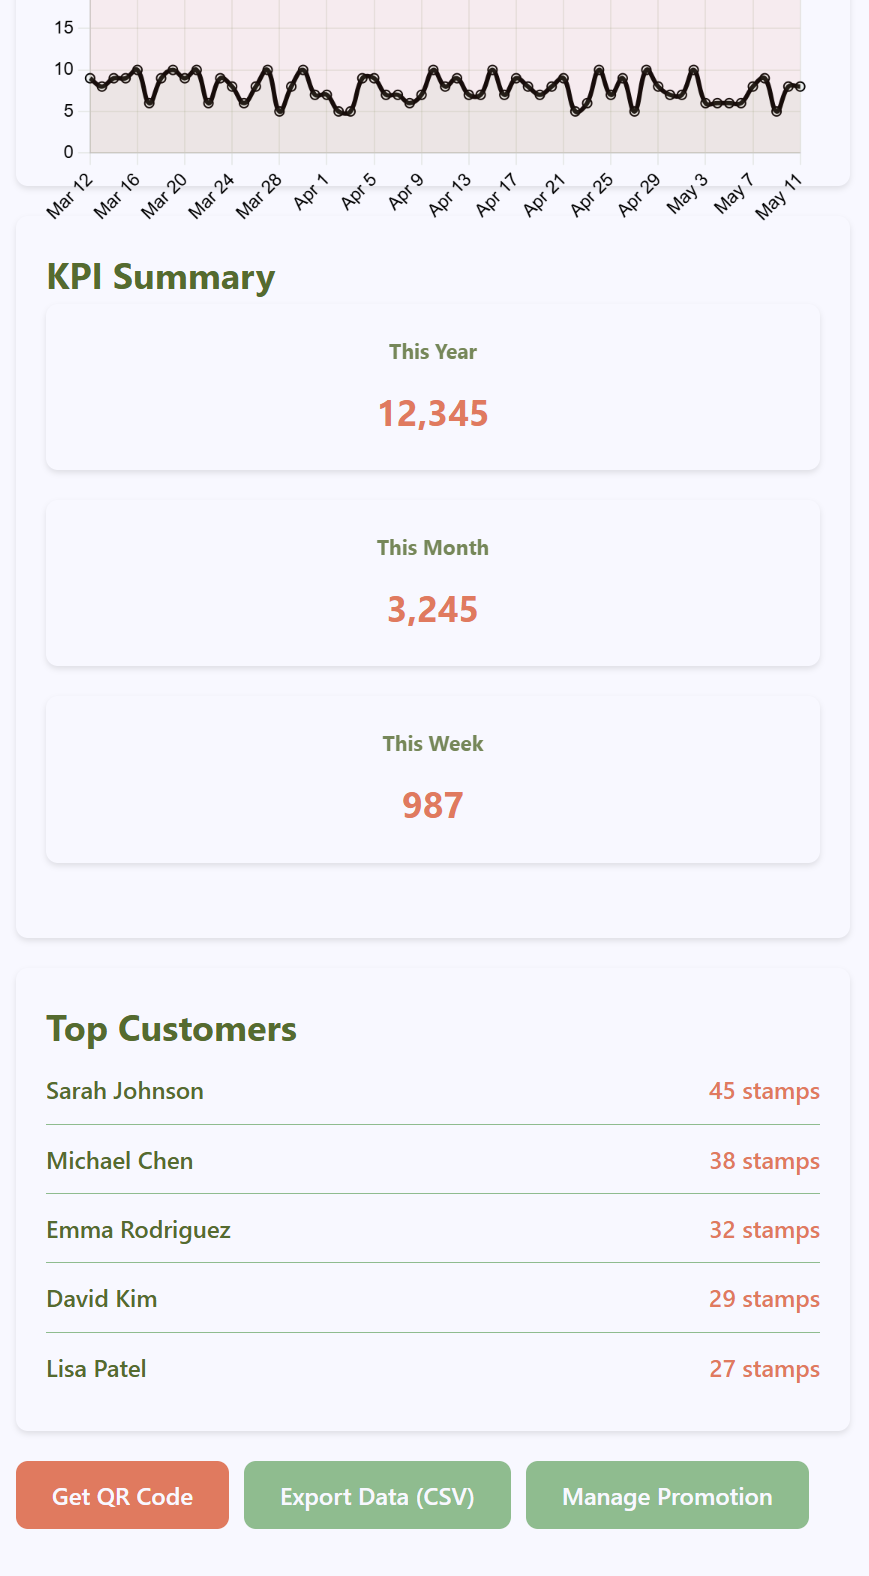 15
10
5
0
Mar 12 Mar 16 Mar 20 Mar 24 Mar 28 Apr 1 Apr 5 Apr 9 Apr 13 Apr 17 Apr 21 Apr 25 Apr 29 May 3 May 7 May 11
KPI Summary
This Year
12,345
This Month
3,245
This Week
987
Top Customers
Sarah Johnson 45 stamps
Michael Chen 38 stamps
Emma Rodriguez 32 stamps
David Kim 29 stamps
Lisa Patel 27 stamps
Get QR Code Export Data (CSV) Manage Promotion